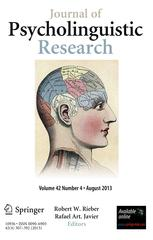 Journal of
Psycholinguistic
Research
Volume 42 Number 4 • August 2013
Springer
Robert W. Rieber
Rafael Art. Javier
Editors
Available
online